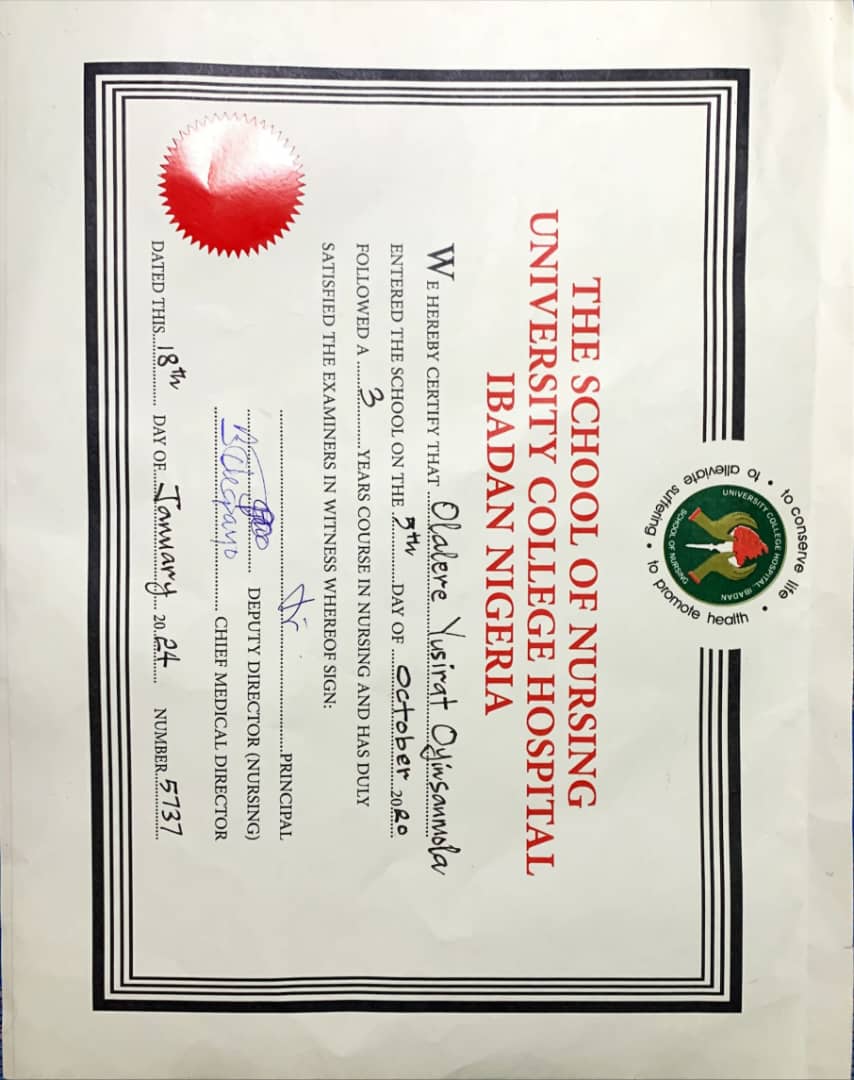 to conserve life • to alleviate suffering • to promote health •
UNIVERSITY COLLEGE HOSPITAL, IBADAN
SCHOOL OF NURSING
THE SCHOOL OF NURSING
UNIVERSITY COLLEGE HOSPITAL
IBADAN NIGERIA
WE HEREBY CERTIFY THAT Olalere Yusirat Oyinsanmola
ENTERED THE SCHOOL ON THE 5th DAY OF October 2020
FOLLOWED A 3 YEARS COURSE IN NURSING AND HAS DULY
SATISFIED THE EXAMINERS IN WITNESS WHEREOF SIGN:
PRINCIPAL
DEPUTY DIRECTOR (NURSING)
CHIEF MEDICAL DIRECTOR
DATED THIS 18th DAY OF January 2024 NUMBER 5737